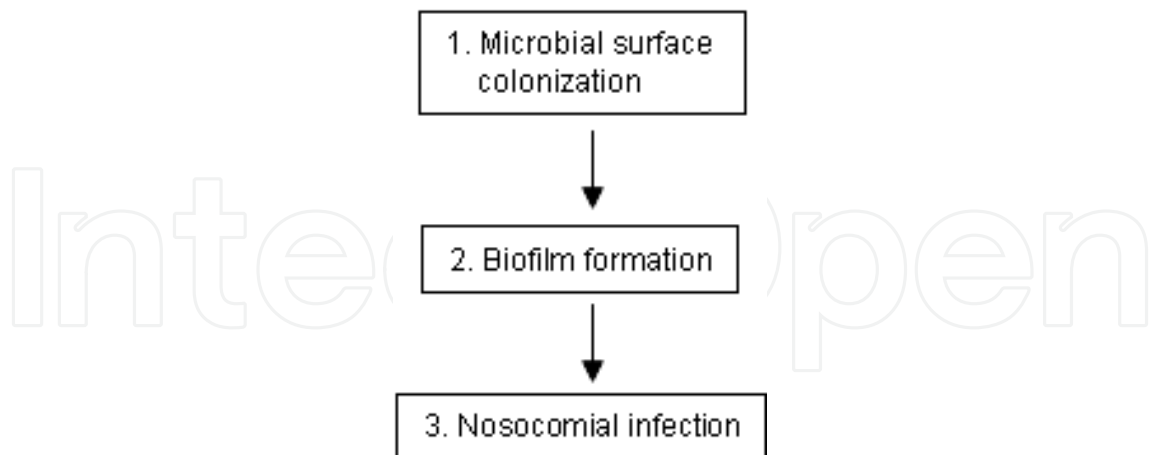 1. Microbial surface
colonization
2. Biofilm formation
3. Nosocomial infection